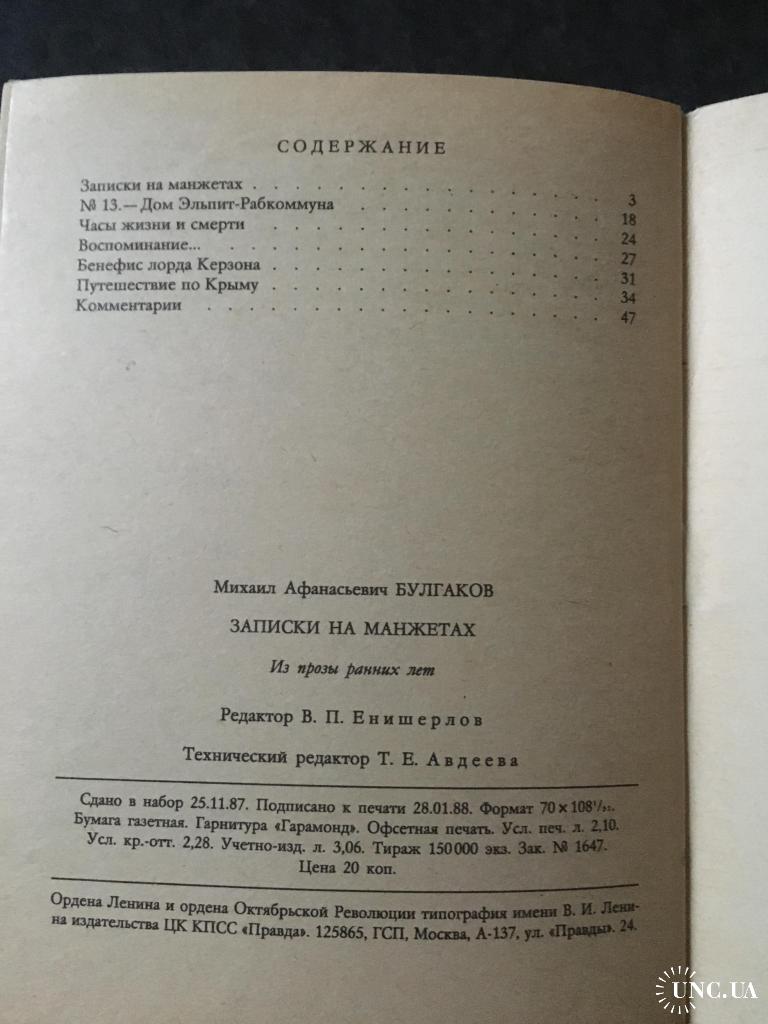 СОДЕРЖАНИЕ
Записки на манжетах . . . . . . . . . . . . . . . . 3
№ 13.— Дом Эльпит-Рабкоммуна . . . . . . . . . . . . 18
Часы жизни и смерти . . . . . . . . . . . . . . . . 24
Воспоминание... . . . . . . . . . . . . . . . . . . 27
Бенефис лорда Керзона . . . . . . . . . . . . . . . 31
Путешествие по Крыму . . . . . . . . . . . . . . . . 34
Комментарии . . . . . . . . . . . . . . . . . . . . 47
Михаил Афанасьевич БУЛГАКОВ
ЗАПИСКИ НА МАНЖЕТАХ
Из прозы ранних лет
Редактор В. П. Енишерлов
Технический редактор Т. Е. Авдеева
Сдано в набор 25.11.87. Подписано к печати 28.01.88. Формат 70×108¹/₃₂.
Бумага газетная. Гарнитура «Гарамонд». Офсетная печать. Усл. печ. л. 2,10.
Усл. кр.-отт. 2,28. Учетно-изд. л. 3,06. Тираж 150 000 экз. Зак. № 1647.
Цена 20 коп.
Ордена Ленина и ордена Октябрьской Революции типография имени В. И. Лени-
на издательства ЦК КПСС «Правда». 125865, ГСП, Москва, А-137, ул. «Правды». 24.
UNC.UA